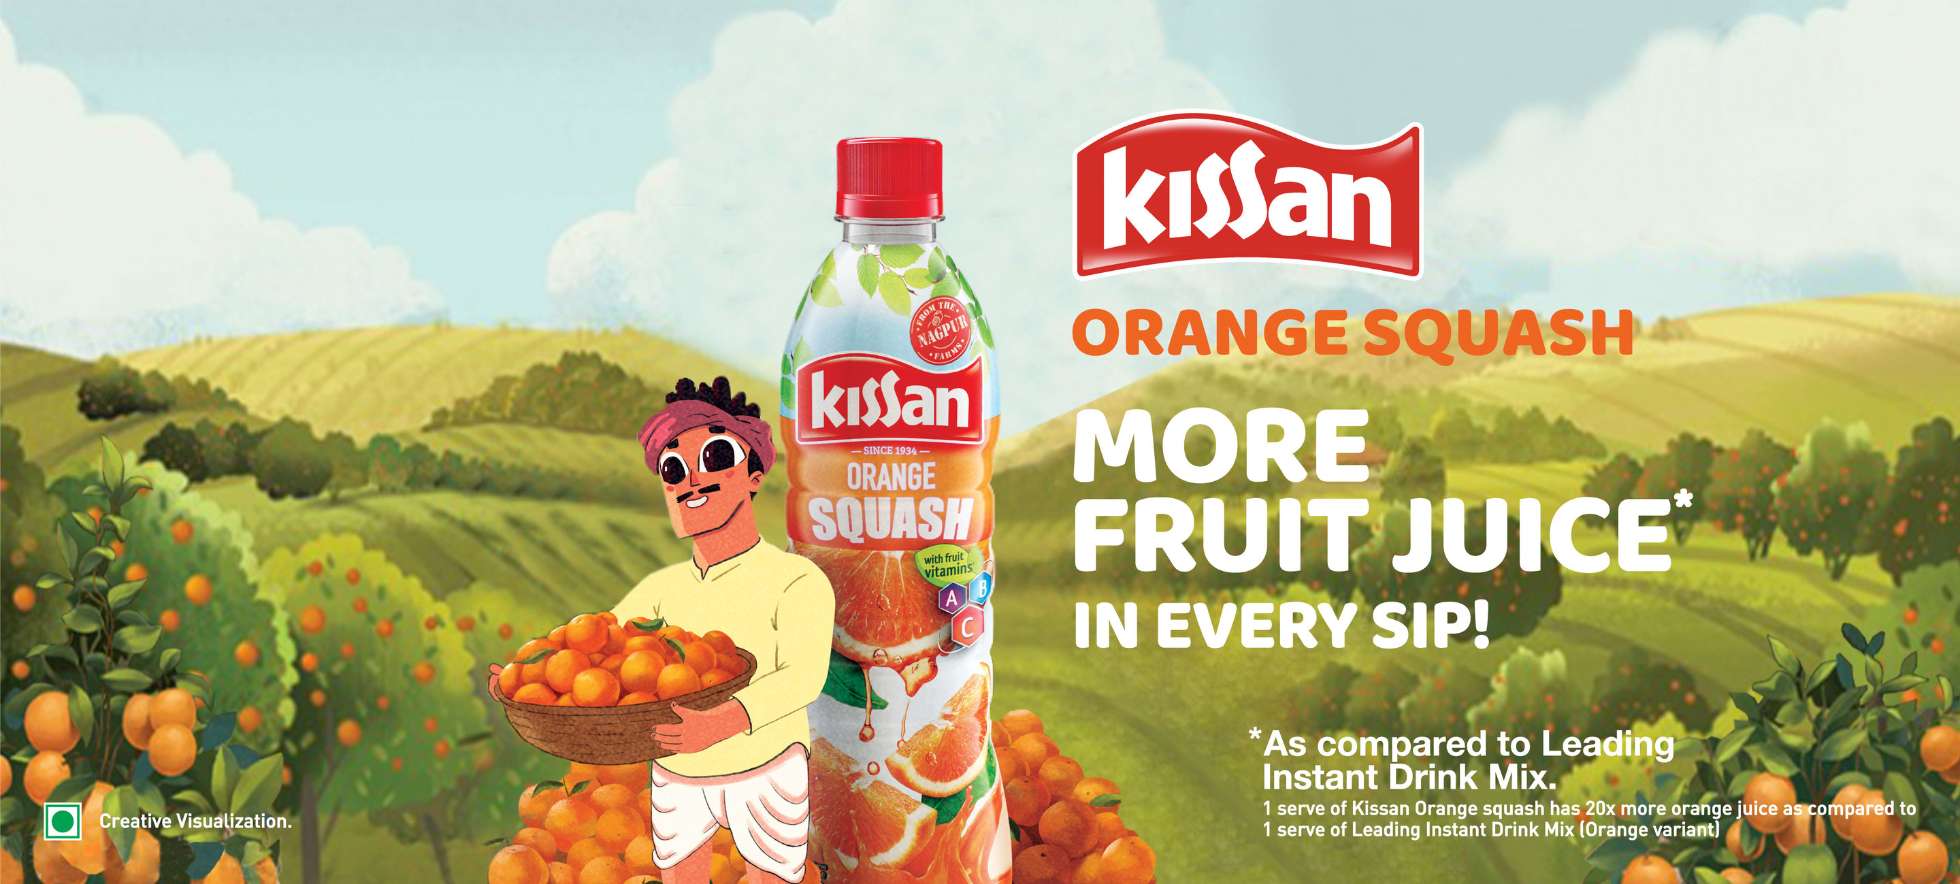 kissan
ORANGE SQUASH
MORE
FRUIT JUICE*
IN EVERY SIP!
*As compared to Leading
Instant Drink Mix.
1 serve of Kissan Orange squash has 20x more orange juice as compared to
1 serve of Leading Instant Drink Mix (Orange variant)
FROM THE
NAGPUR
FARMS
kissan
SINCE 1934
ORANGE
SQUASH
with fruit
vitamins
A
B
C
Creative Visualization.